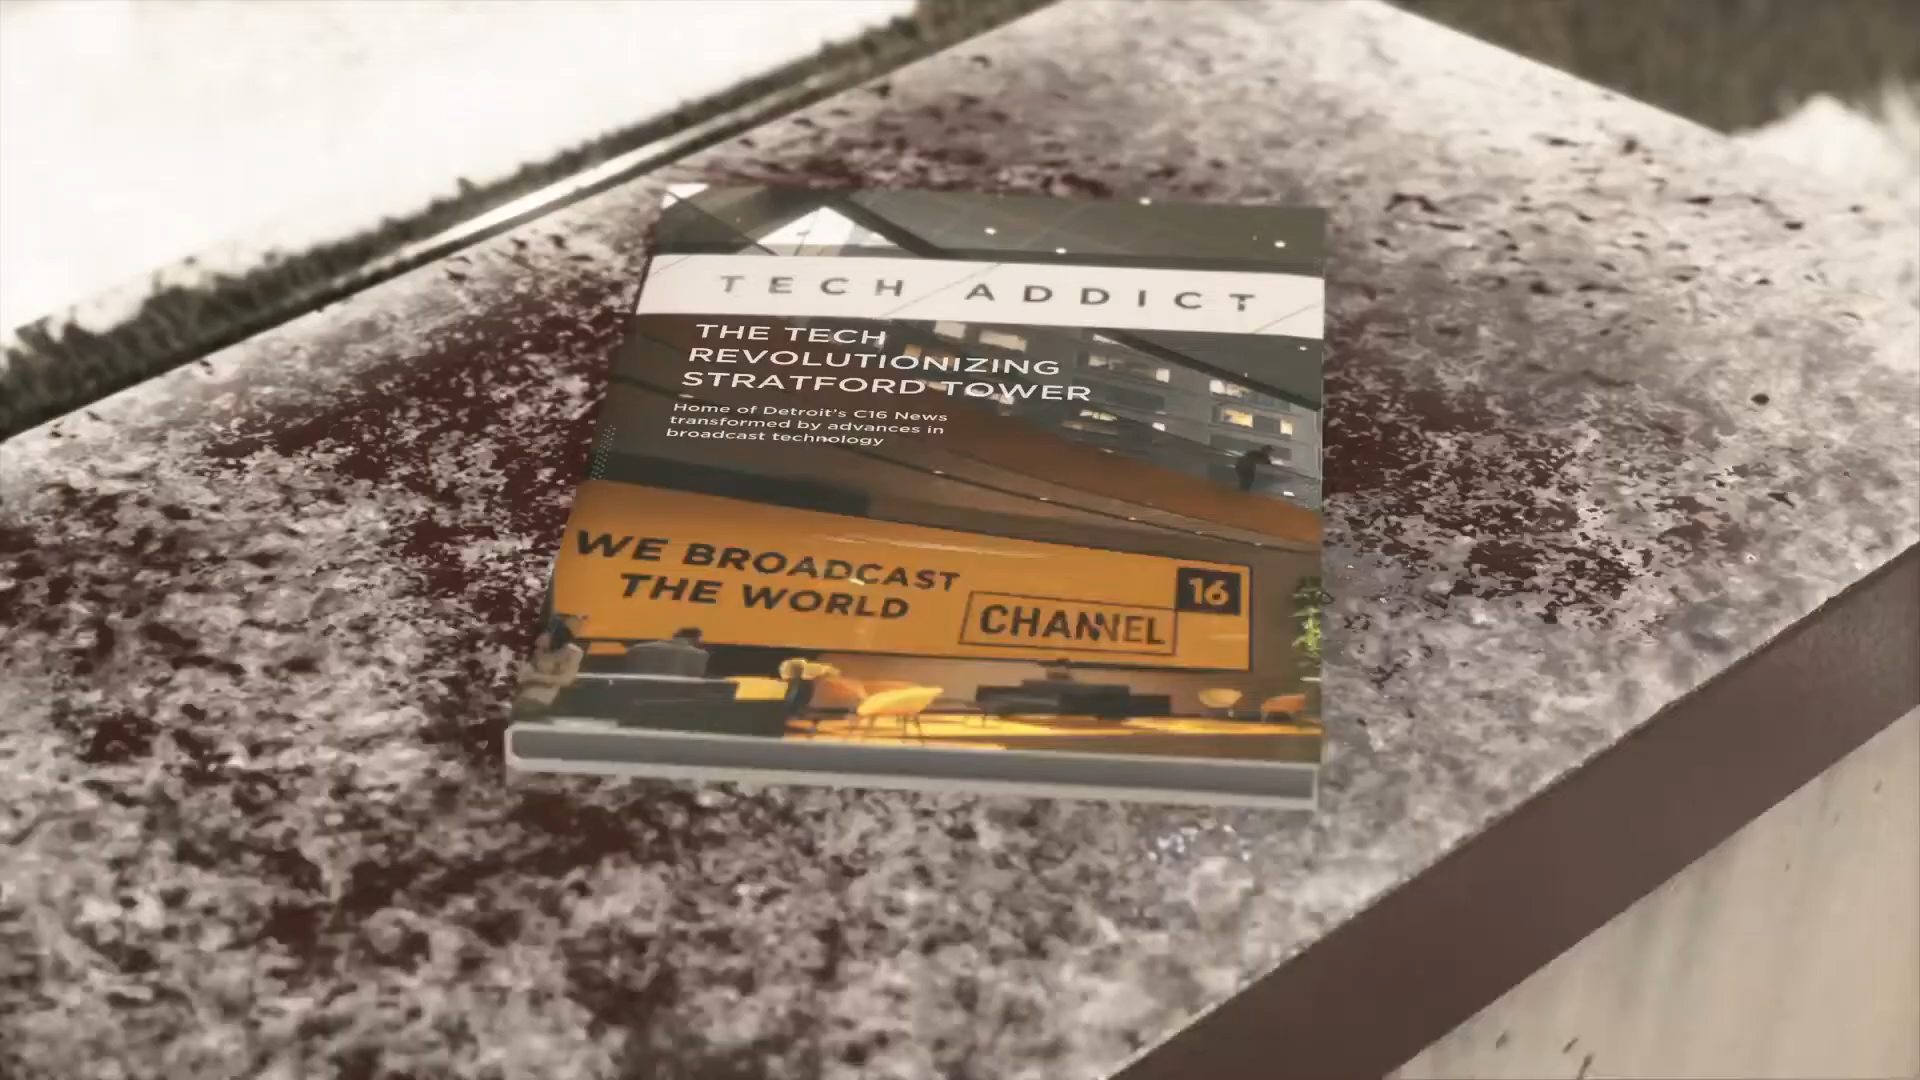 TECH ADDICT
THE TECH
REVOLUTIONIZING
STRATFORD TOWER
Home of Detroit's C16 News
transformed by advances in
broadcast technology
WE BROADCAST
THE WORLD
CHANNEL
16